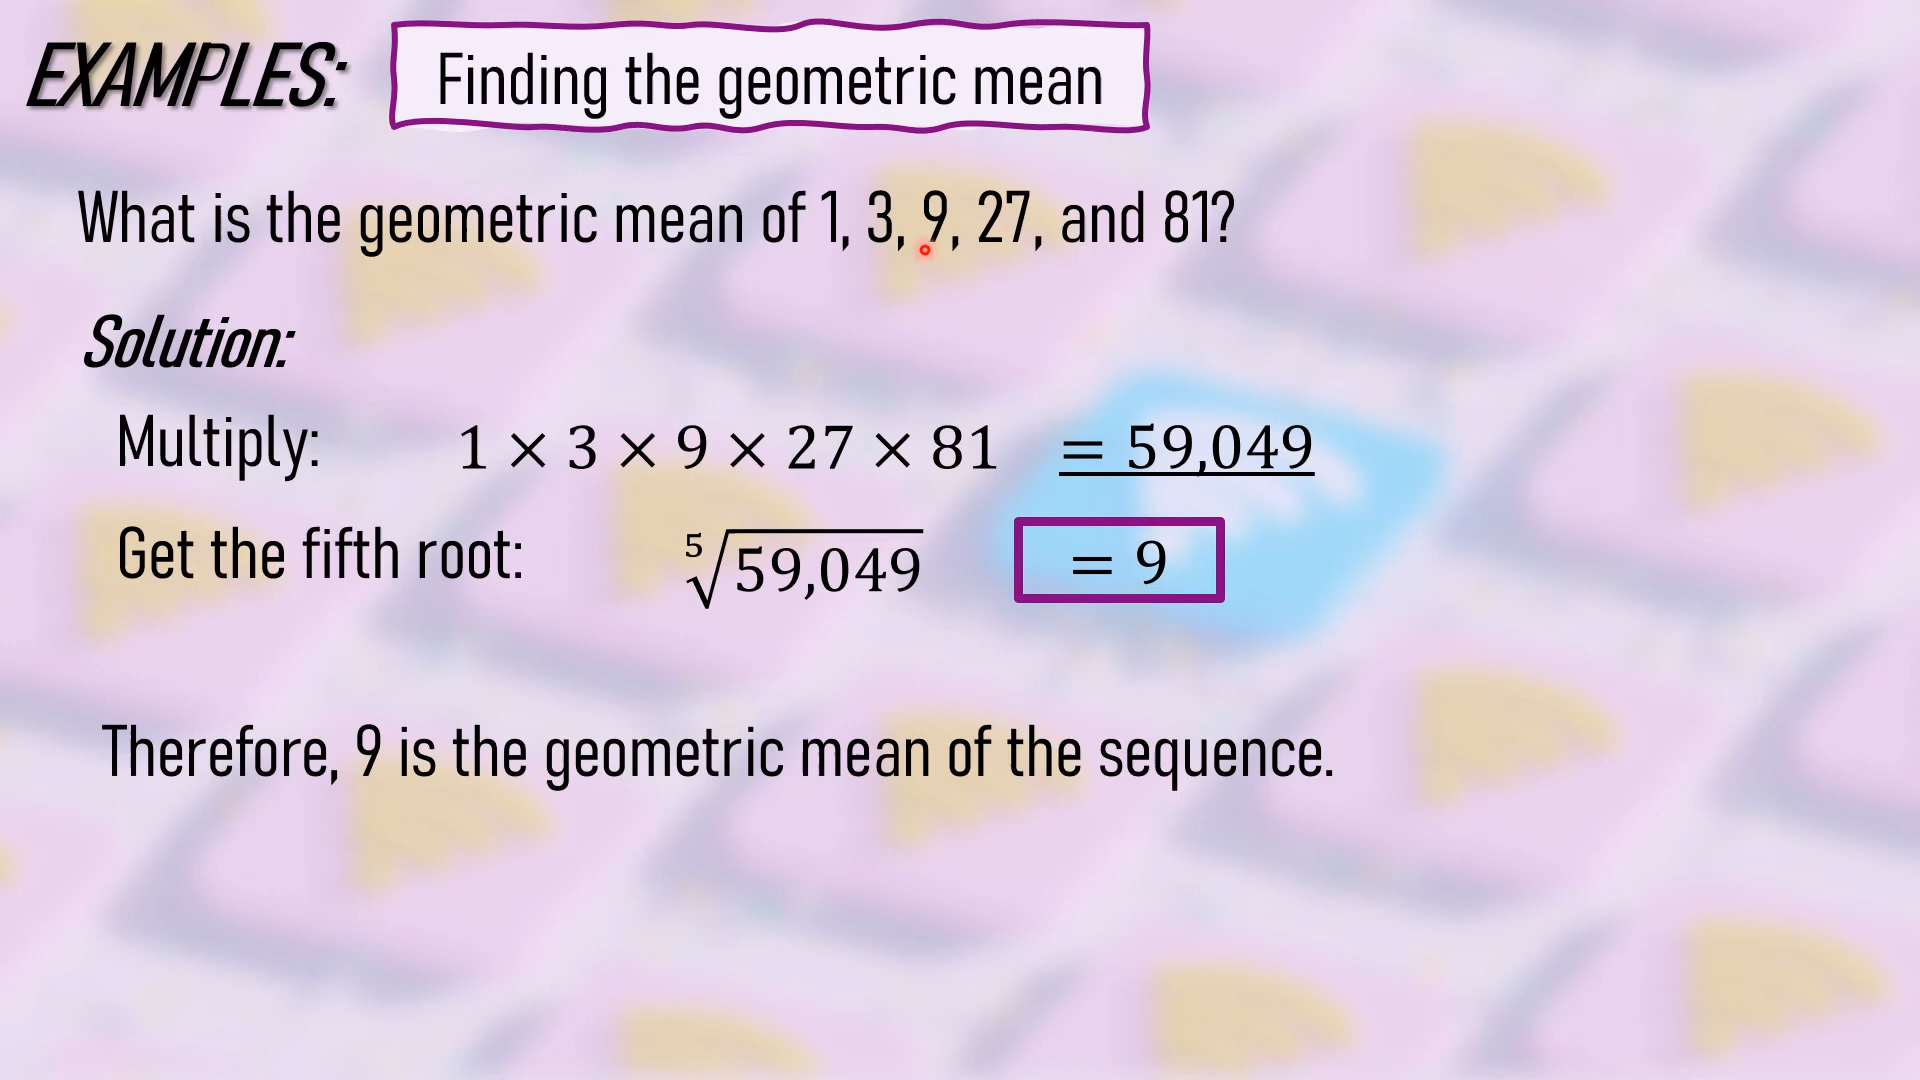 EXAMPLES: Finding the geometric mean
What is the geometric mean of 1, 3, 9, 27, and 81?
Solution:
Multiply: 1 × 3 × 9 × 27 × 81 = 59,049
Get the fifth root: ⁵√59,049 = 9
Therefore, 9 is the geometric mean of the sequence.